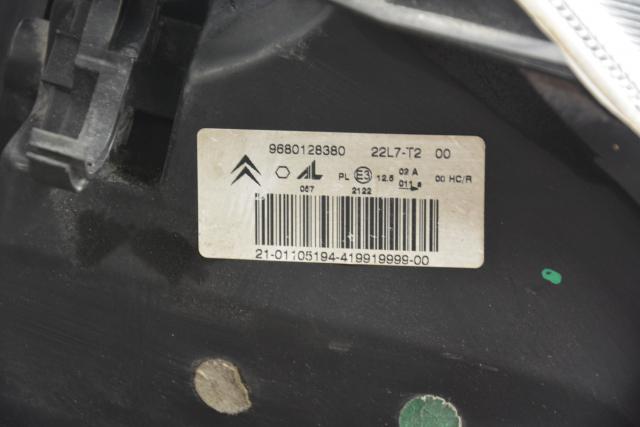 9680128380 22L7-T2 00
AL PL E3 12.5 02 A 00 HC/R
067 2122 011
21-01105194-419919999-00